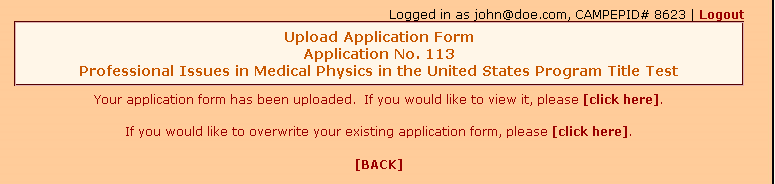 Logged in as john@doe.com, CAMPEPID# 8623 | Logout
Upload Application Form
Application No. 113
Professional Issues in Medical Physics in the United States Program Title Test
Your application form has been uploaded.  If you would like to view it, please [click here].
If you would like to overwrite your existing application form, please [click here].
[BACK]